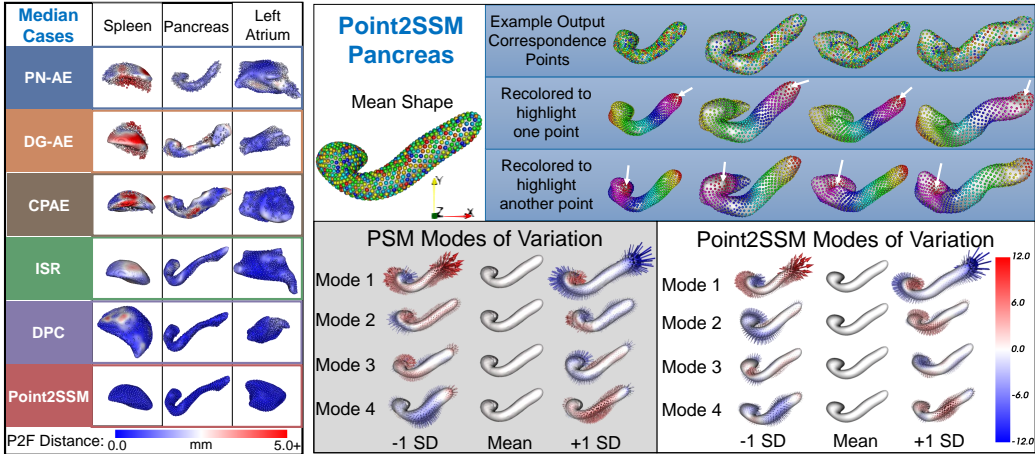 Median Cases
Spleen
Pancreas
Left Atrium
PN-AE
DG-AE
CPAE
ISR
DPC
Point2SSM
P2F Distance:
0.0
mm
5.0+
Point2SSM
Pancreas
Mean Shape
Y
Z
X
Example Output
Correspondence
Points
Recolored to
highlight
one point
Recolored to
highlight
another point
PSM Modes of Variation
Mode 1
Mode 2
Mode 3
Mode 4
-1 SD
Mean
+1 SD
Point2SSM Modes of Variation
Mode 1
Mode 2
Mode 3
Mode 4
-1 SD
Mean
+1 SD
12.0
6.0
0.0
-6.0
-12.0